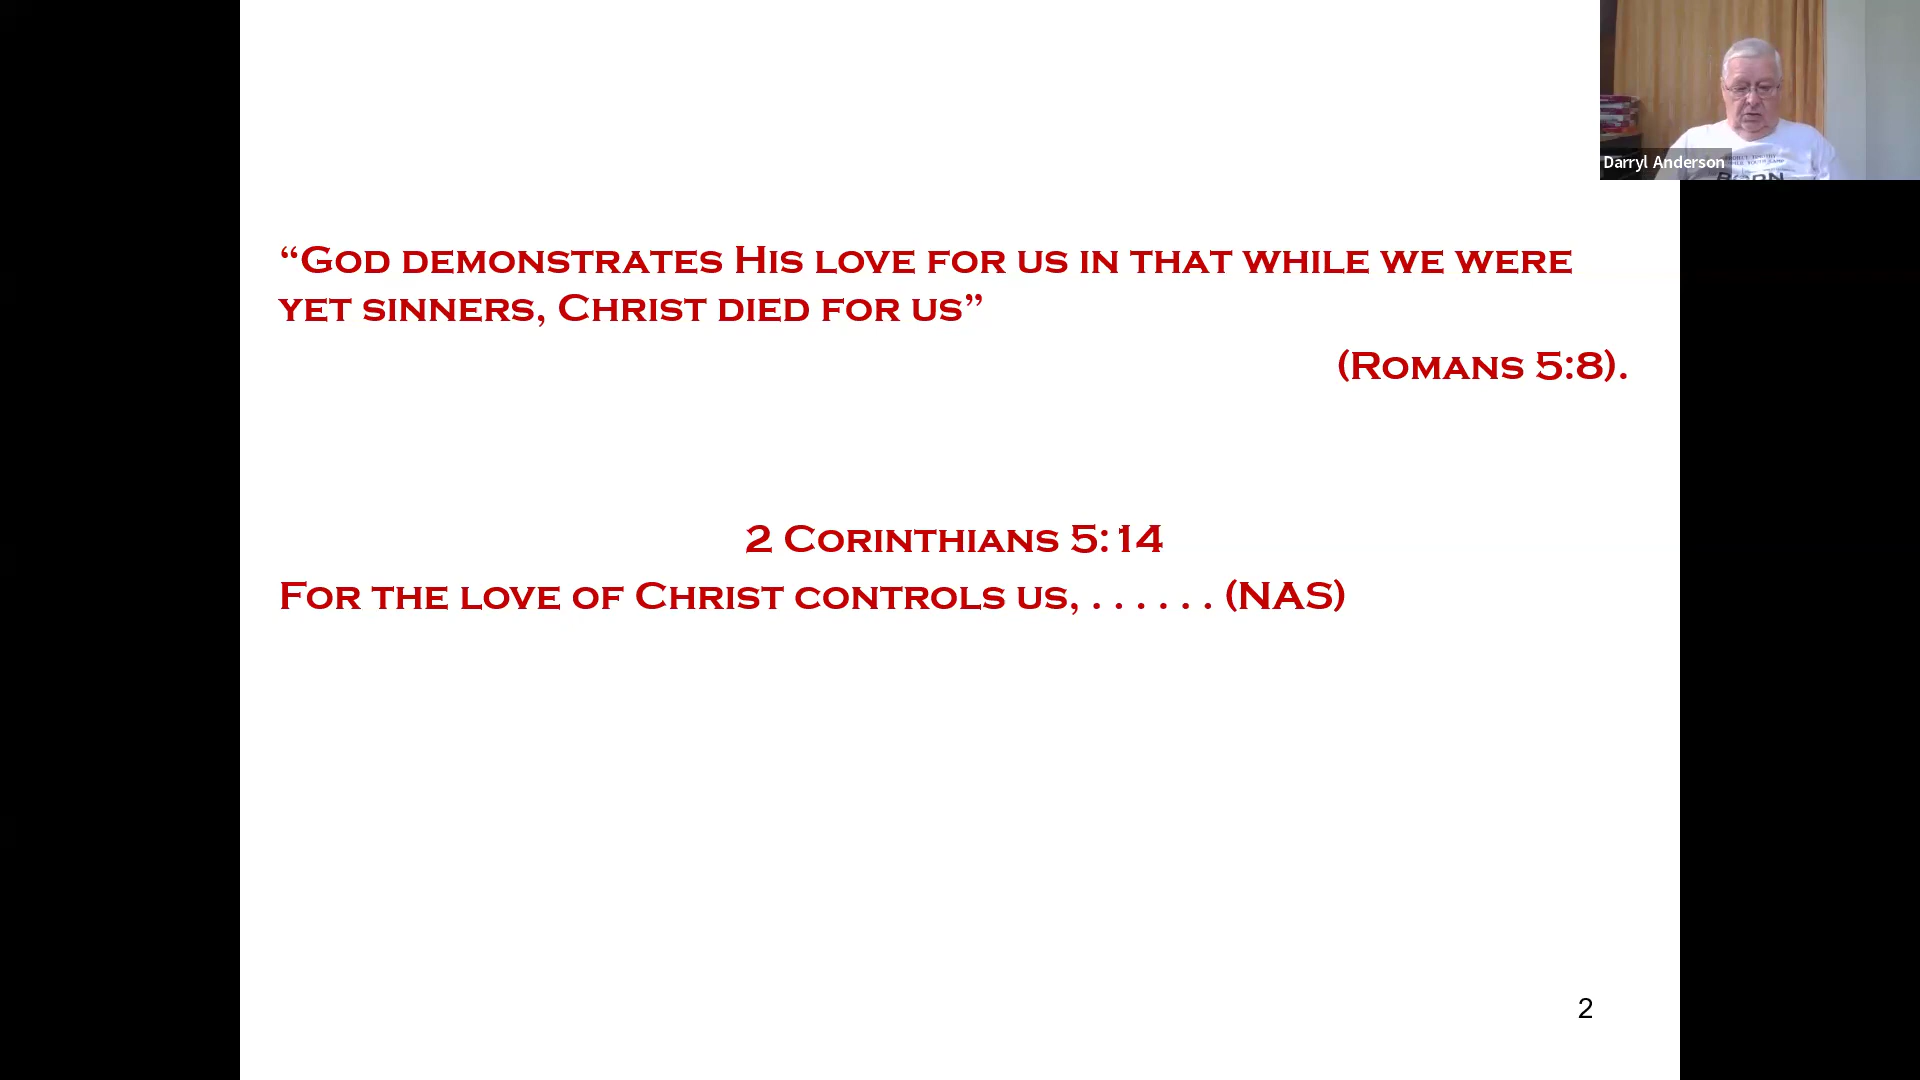 “God demonstrates His love for us in that while we were
yet sinners, Christ died for us”
(Romans 5:8).
2 Corinthians 5:14
For the love of Christ controls us, . . . . . . (NAS)
2
Darryl Anderson
BORN